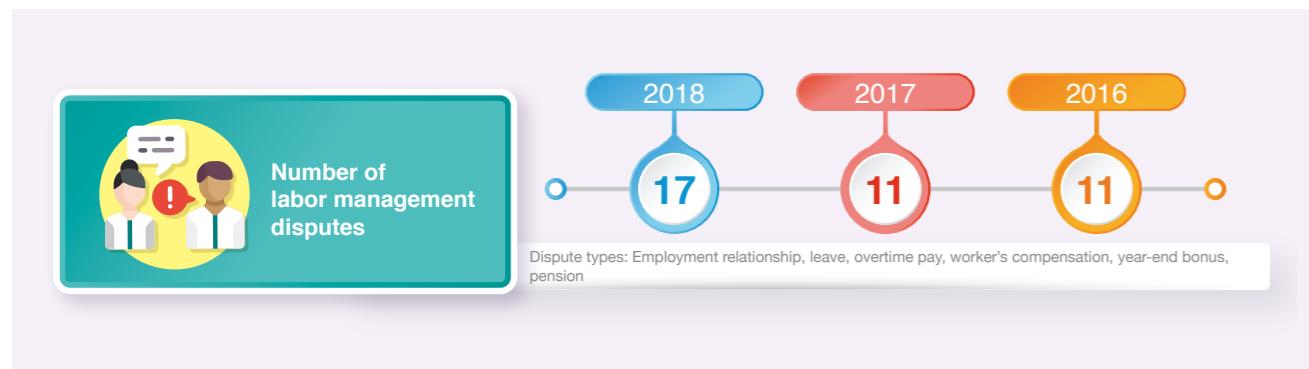 Number of
labor management
disputes
2018
2017
2016
17
11
11
Dispute types: Employment relationship, leave, overtime pay, worker's compensation, year-end bonus,
pension